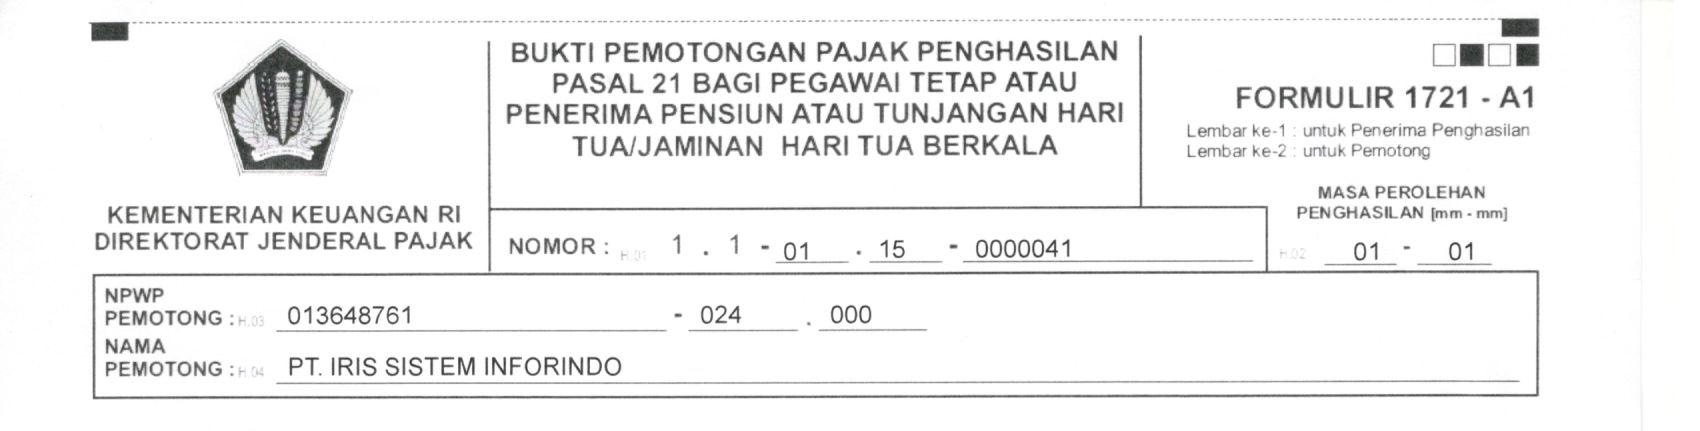 BUKTI PEMOTONGAN PAJAK PENGHASILAN
PASAL 21 BAGI PEGAWAI TETAP ATAU
PENERIMA PENSIUN ATAU TUNJANGAN HARI
TUA/JAMINAN HARI TUA BERKALA
FORMULIR 1721 - A1
Lembar ke-1 : untuk Penerima Penghasilan
Lembar ke-2 : untuk Pemotong
MASA PEROLEHAN
PENGHASILAN [mm - mm]
KEMENTERIAN KEUANGAN RI
DIREKTORAT JENDERAL PAJAK
NOMOR : H.01 1 . 1 - 01 . 15 - 0000041
H.02 01 - 01
NPWP
PEMOTONG : H.03 013648761 - 024 . 000
NAMA
PEMOTONG : H.04 PT. IRIS SISTEM INFORINDO